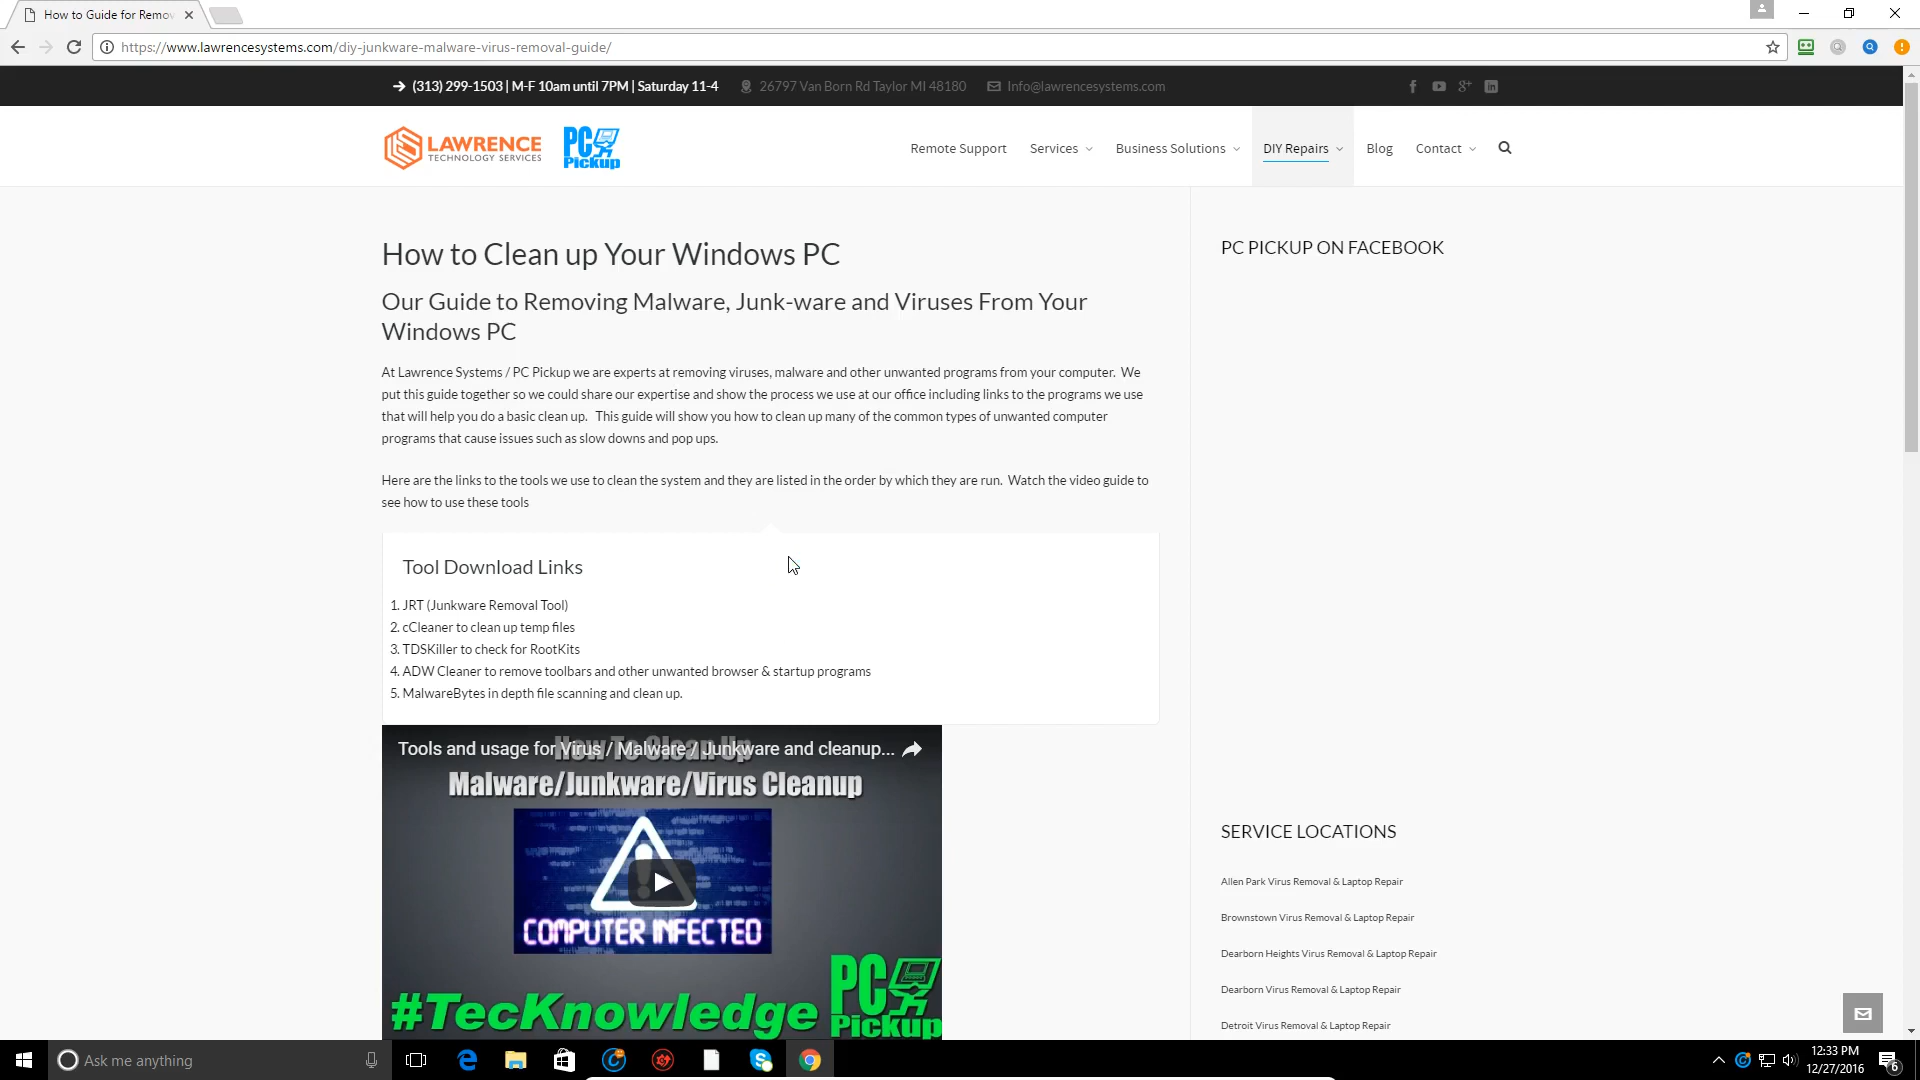 How to Guide for Remov
https://www.lawrencesystems.com/diy-junkware-malware-virus-removal-guide/
(313) 299-1503 | M-F 10am until 7PM | Saturday 11-4
26797 Van Born Rd Taylor MI 48180
Info@lawrencesystems.com
LAWRENCE
TECHNOLOGY SERVICES
PC
Pickup
Remote Support
Services
Business Solutions
DIY Repairs
Blog
Contact
How to Clean up Your Windows PC
Our Guide to Removing Malware, Junk-ware and Viruses From Your
Windows PC
At Lawrence Systems / PC Pickup we are experts at removing viruses, malware and other unwanted programs from your computer. We
put this guide together so we could share our expertise and show the process we use at our office including links to the programs we use
that will help you do a basic clean up. This guide will show you how to clean up many of the common types of unwanted computer
programs that cause issues such as slow downs and pop ups.
Here are the links to the tools we use to clean the system and they are listed in the order by which they are run. Watch the video guide to
see how to use these tools
Tool Download Links
1. JRT (Junkware Removal Tool)
2. cCleaner to clean up temp files
3. TDSKiller to check for RootKits
4. ADW Cleaner to remove toolbars and other unwanted browser & startup programs
5. MalwareBytes in depth file scanning and clean up.
Tools and usage for Virus / Malware / Junkware and cleanup...
How To Clean Up
Malware/Junkware/Virus Cleanup
COMPUTER INFECTED
#TecKnowledge
PC
Pickup
PC PICKUP ON FACEBOOK
SERVICE LOCATIONS
Allen Park Virus Removal & Laptop Repair
Brownstown Virus Removal & Laptop Repair
Dearborn Heights Virus Removal & Laptop Repair
Dearborn Virus Removal & Laptop Repair
Detroit Virus Removal & Laptop Repair
Ask me anything
12:33 PM
12/27/2016
6